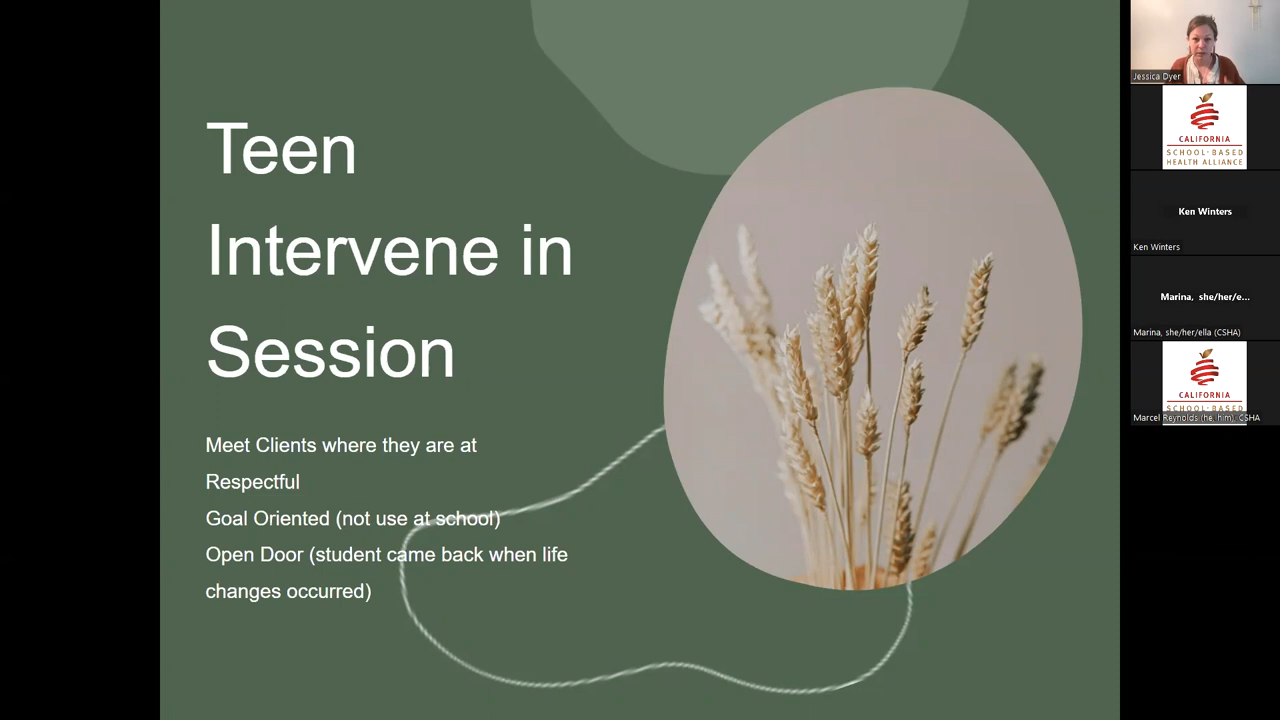 Teen
Intervene in
Session
Meet Clients where they are at
Respectful
Goal Oriented (not use at school)
Open Door (student came back when life
changes occurred)
Jessica Dyer
CALIFORNIA
SCHOOL-BASED
HEALTH ALLIANCE
Ken Winters
Ken Winters
Marina, she/her/e...
Marina, she/her/ella (CSHA)
CALIFORNIA
SCHOOL-BASED
Marcel Reynolds (he, him), CSHA